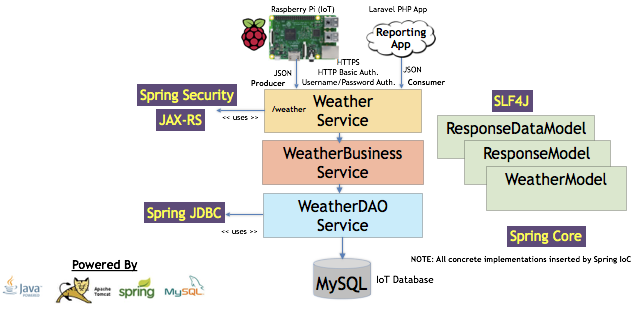 Raspberry Pi (IoT)
Laravel PHP App
Reporting
App
HTTPS
JSON
HTTP Basic Auth.
JSON
Producer
Username/Password Auth.
Consumer
Spring Security
JAX-RS
<< uses >>
/weather
Weather
Service
SLF4J
ResponseDataModel
ResponseModel
WeatherModel
WeatherBusiness
Service
Spring JDBC
<< uses >>
WeatherDAO
Service
Spring Core
NOTE: All concrete implementations inserted by Spring IoC
MySQL
IoT Database
Powered By
Java
POWERED
Apache
Tomcat
spring
MySQL